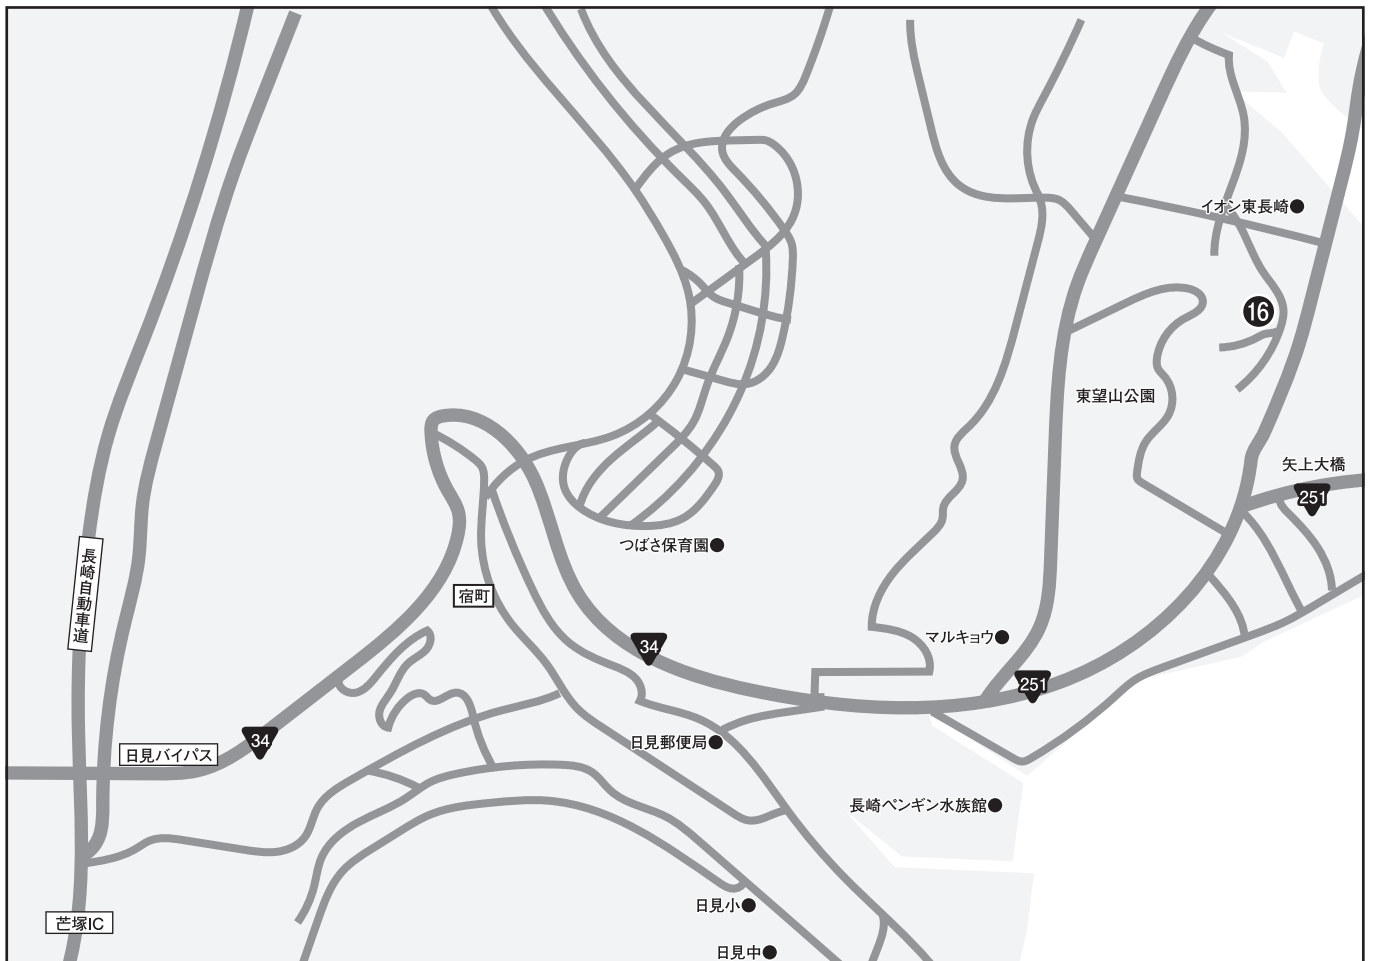 イオン東長崎
16
東望山公園
矢上大橋
251
つばさ保育園
長崎自動車道
宿町
マルキョウ
34
251
34
日見バイパス
日見郵便局
長崎ペンギン水族館
日見小
芒塚IC
日見中